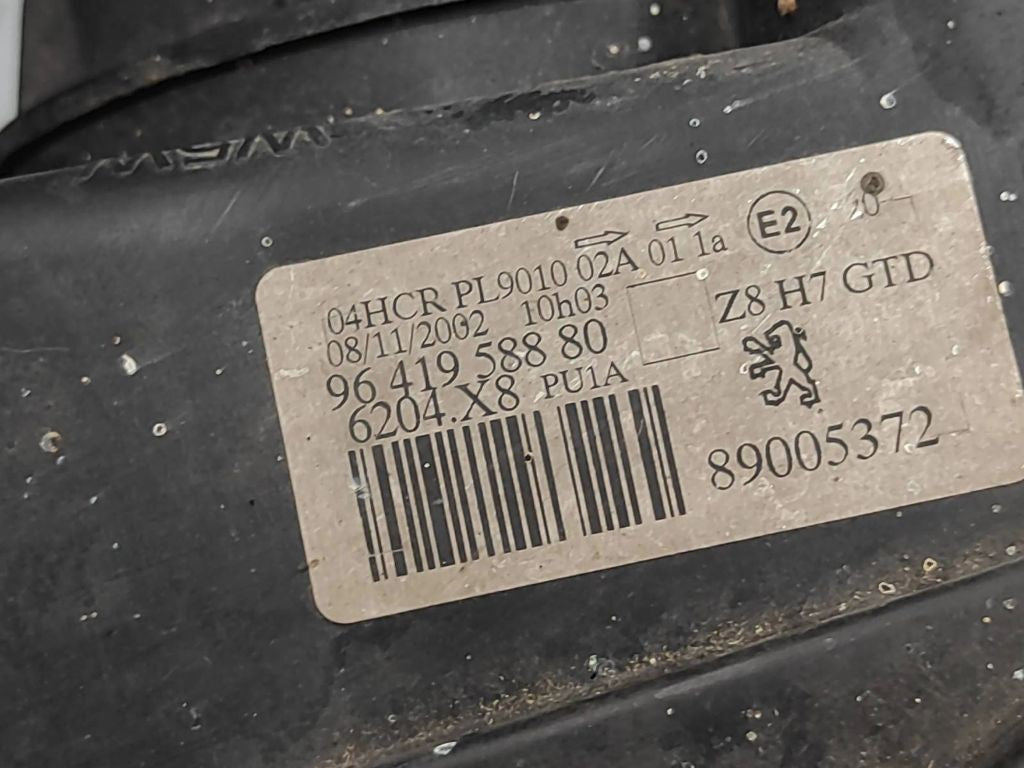 04HCR PL9010 02A 01 1a E2
08/11/2002 10h03
96 419 588 80
6204.X8 PU1A
Z8 H7 GTD
89005372